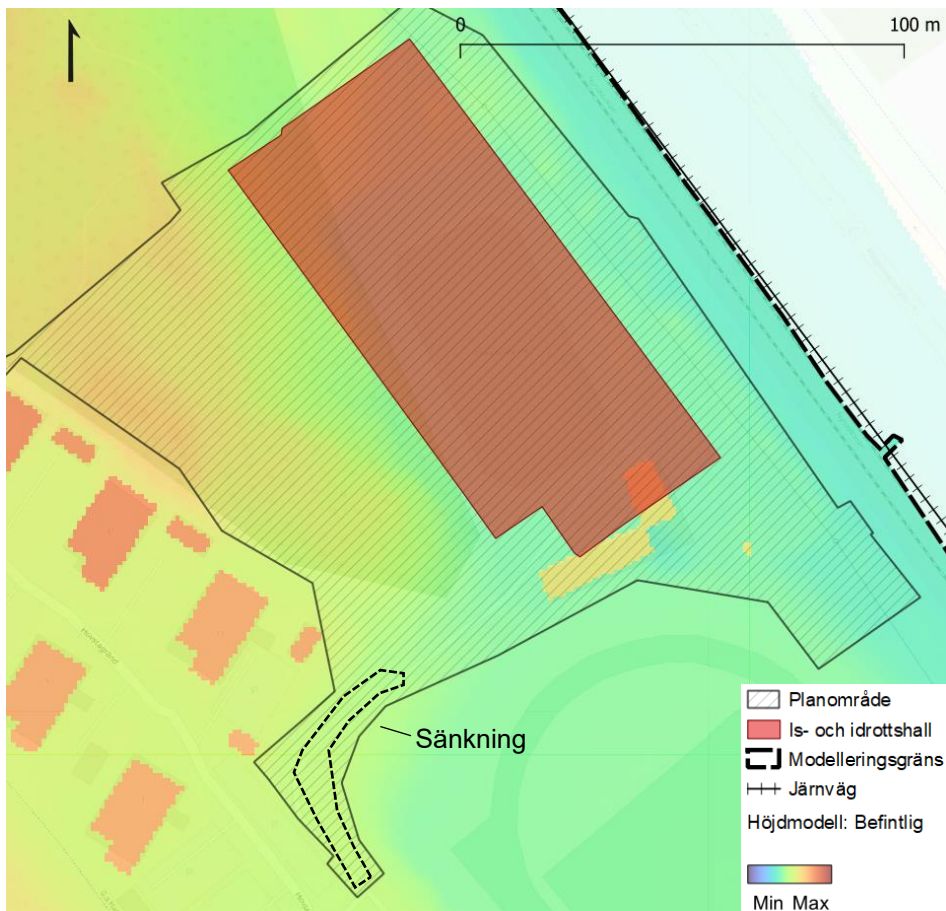 0
100 m
Sänkning
Planområde
Is- och idrottshall
Modelleringsgräns
Järnväg
Höjdmodell: Befintlig
Min Max